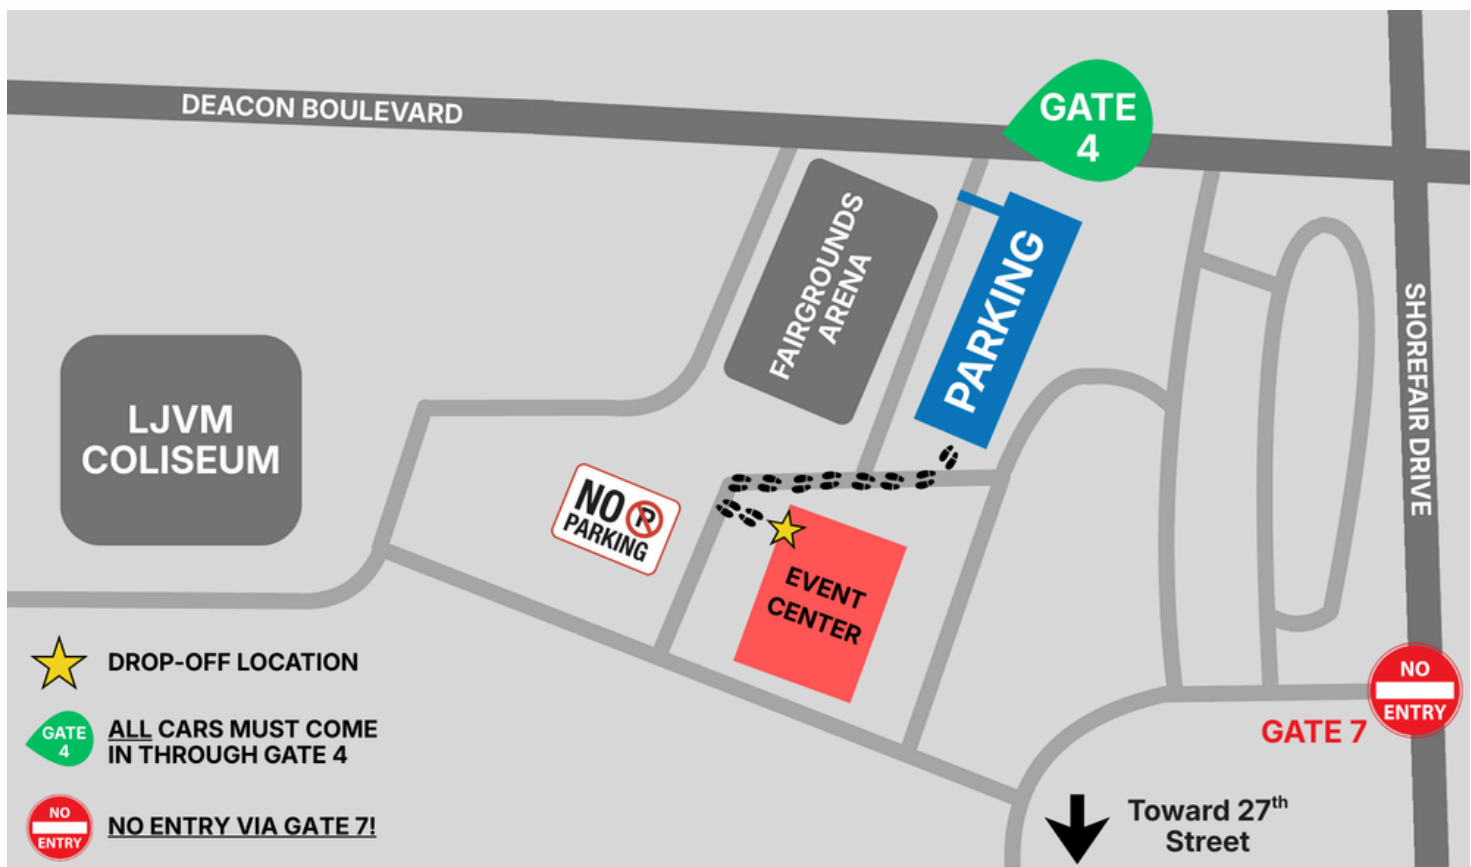 DEACON BOULEVARD
GATE
4
FAIRGROUNDS
ARENA
PARKING
SHOREFAIR DRIVE
LJVM
COLISEUM
NO P
PARKING
EVENT
CENTER
DROP-OFF LOCATION
GATE
4
ALL CARS MUST COME
IN THROUGH GATE 4
NO
ENTRY
NO ENTRY VIA GATE 7!
NO
ENTRY
GATE 7
Toward 27th
Street